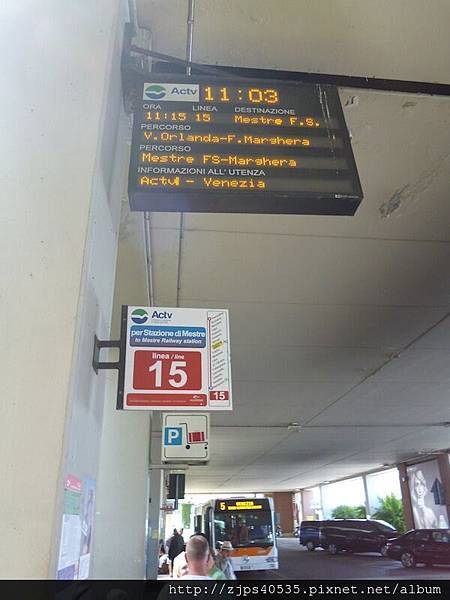 Actv 11:03
ORA LINEA DESTINAZIONE
11:15 15 Mestre F.S.
PERCORSO
V.Orlanda-F.Marghera
PERCORSO
Mestre FS-Marghera
INFORMAZIONI ALL' UTENZA
Actv - Venezia
Actv
per Stazione di Mestre
to Mestre Railway station
linea / line
15
15
P
5 VENEZIA
http://zjps40535.pixnet.net/album